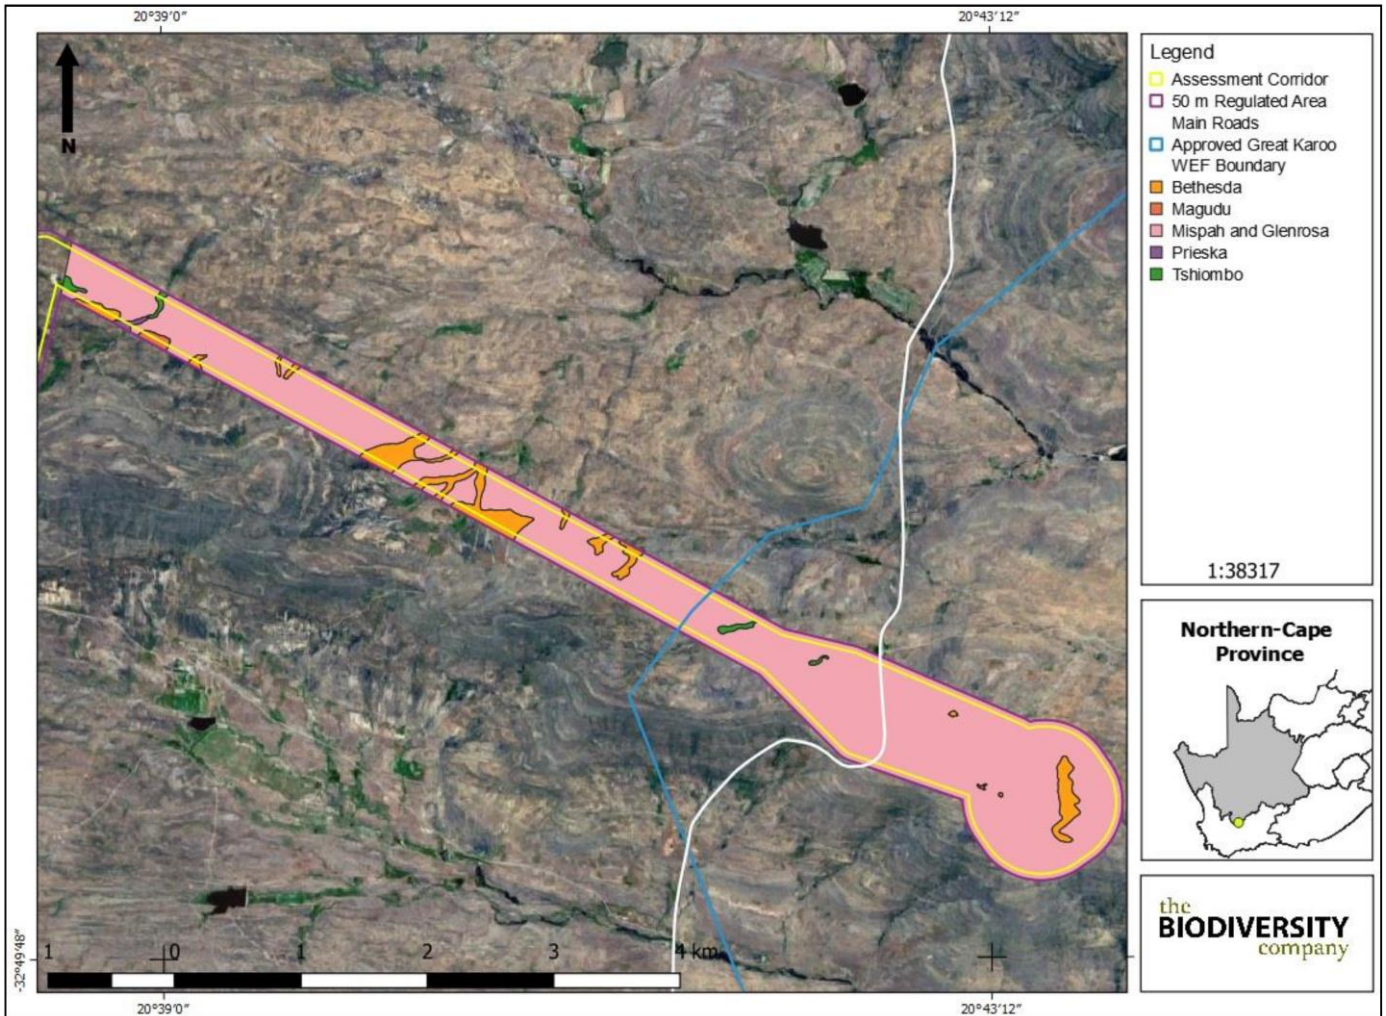 20°39'0"
20°43'12"
N
Legend
Assessment Corridor
50 m Regulated Area
Main Roads
Approved Great Karoo
WEF Boundary
Bethesda
Magudu
Mispah and Glenrosa
Prieska
Tshiombo
1:38317
Northern-Cape
Province
the
BIODIVERSITY
company
-32°49'48"
1 0 1 2 3 4 km
20°39'0"
20°43'12"